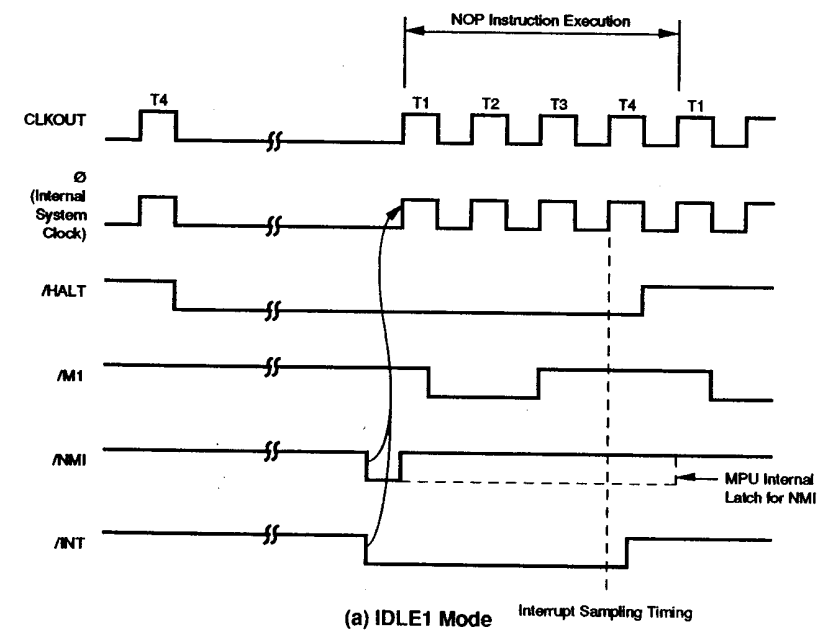 NOP Instruction Execution
T4
T1
T2
T3
T4
T1
CLKOUT
Ø
(Internal
System
Clock)
/HALT
/M1
/NMI
MPU Internal
Latch for NMI
/INT
(a) IDLE1 Mode
Interrupt Sampling Timing